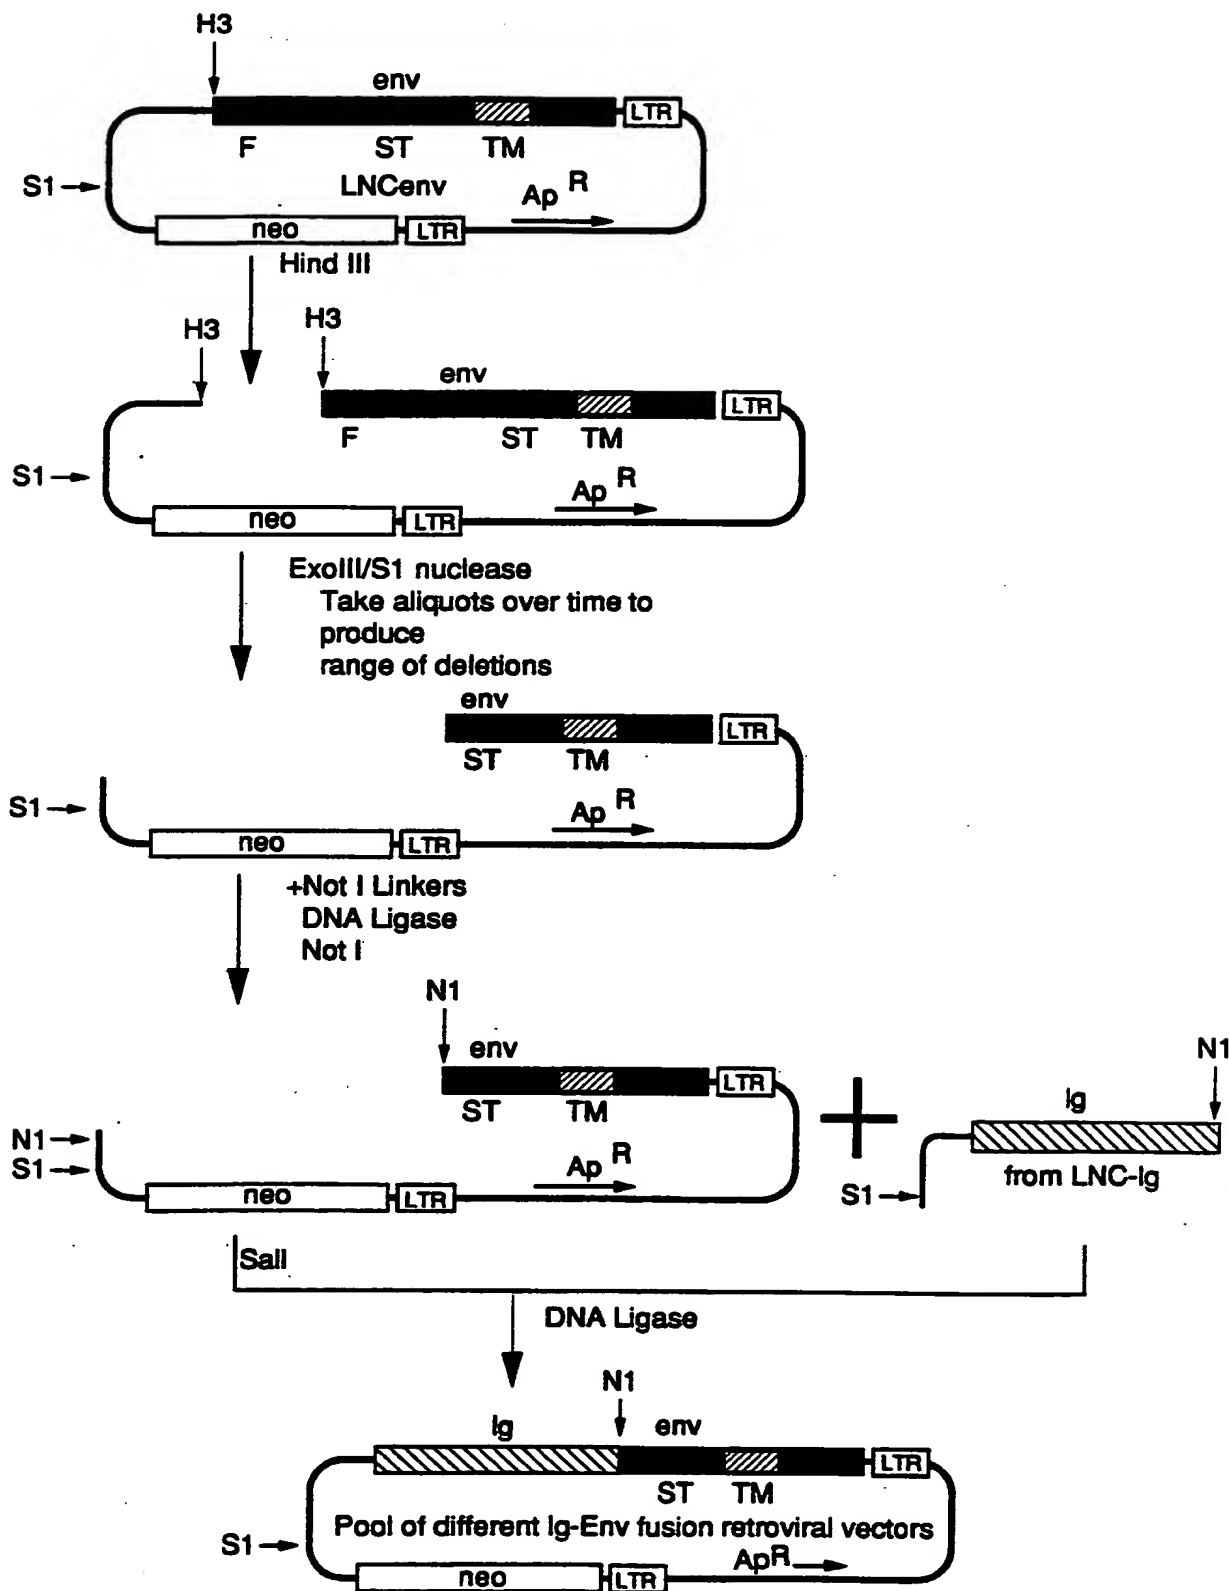 H3
env
LTR
F ST TM
S1
LNCenv
Ap R
neo LTR
Hind III
H3 H3
env
LTR
F ST TM
S1
Ap R
neo LTR
ExoIII/S1 nuclease
Take aliquots over time to
produce
range of deletions
env
LTR
ST TM
S1
Ap R
neo LTR
+Not I Linkers
DNA Ligase
Not I
N1
env
LTR
ST TM
N1
S1
Ap R
neo LTR
N1
Ig
from LNC-Ig
S1
SalI
DNA Ligase
N1
Ig env
LTR
ST TM
Pool of different Ig-Env fusion retroviral vectors
S1
ApR
neo LTR